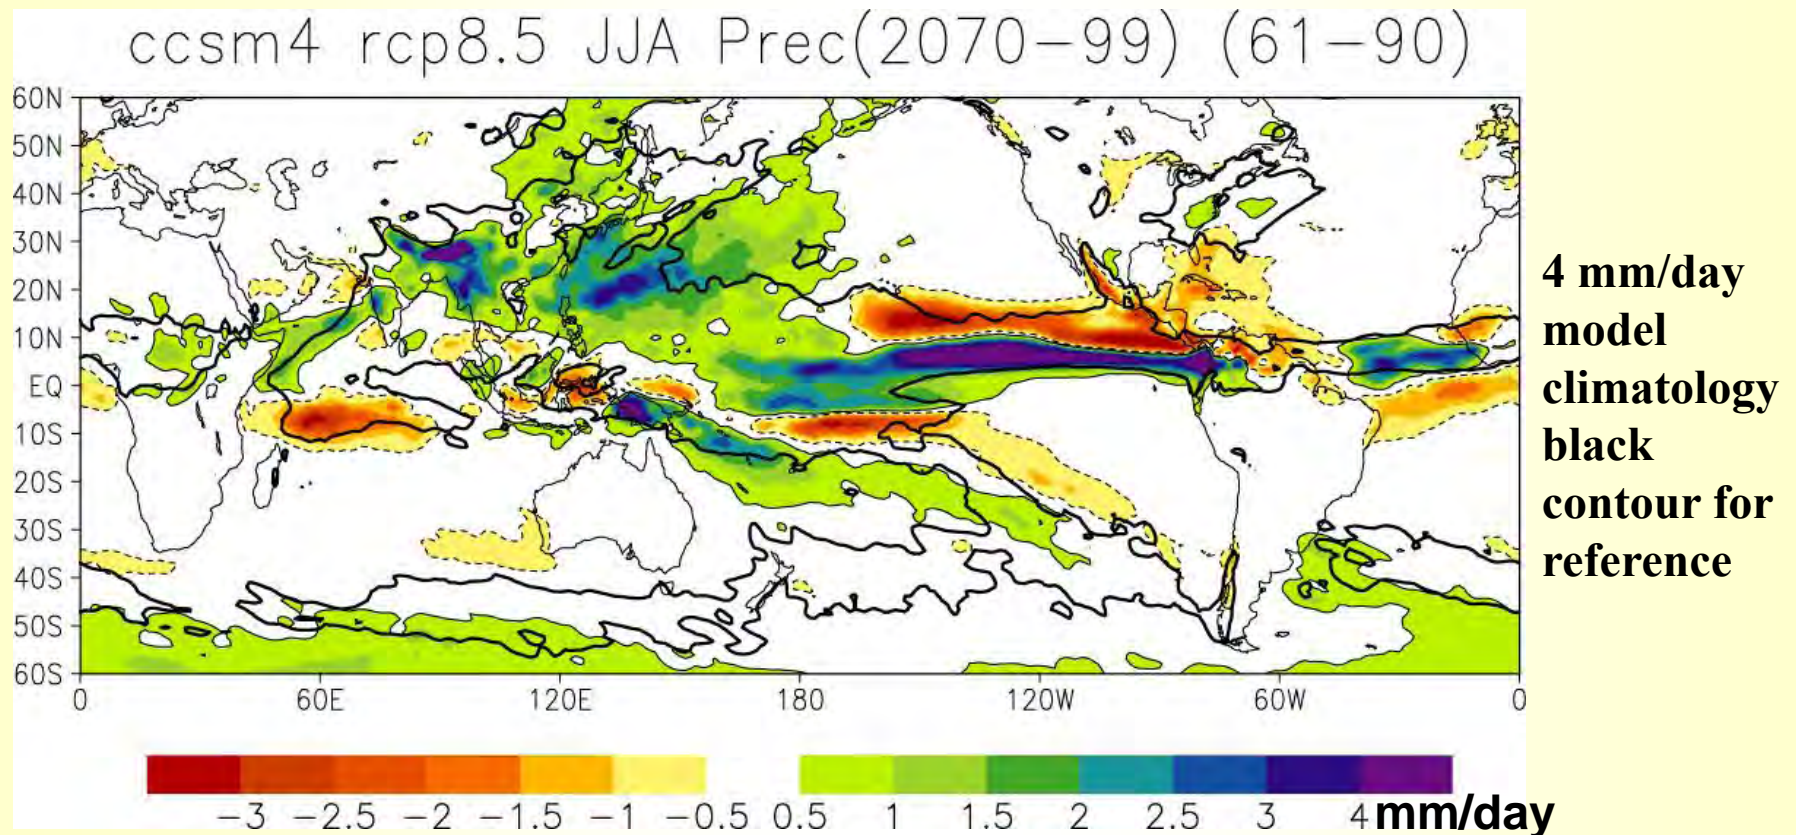 ccsm4 rcp8.5 JJA Prec(2070-99) (61-90)
60N
50N
40N
30N
20N
10N
EQ
10S
20S
30S
40S
50S
60S
0 60E 120E 180 120W 60W 0
4 mm/day
model
climatology
black
contour for
reference
-3 -2.5 -2 -1.5 -1 -0.5 0.5 1 1.5 2 2.5 3 4 mm/day